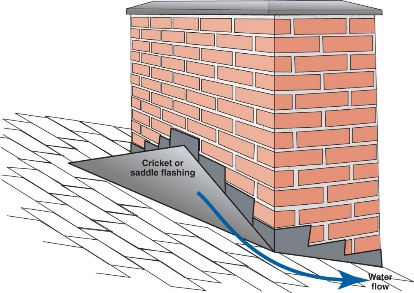 Cricket or
saddle flashing
Water
flow